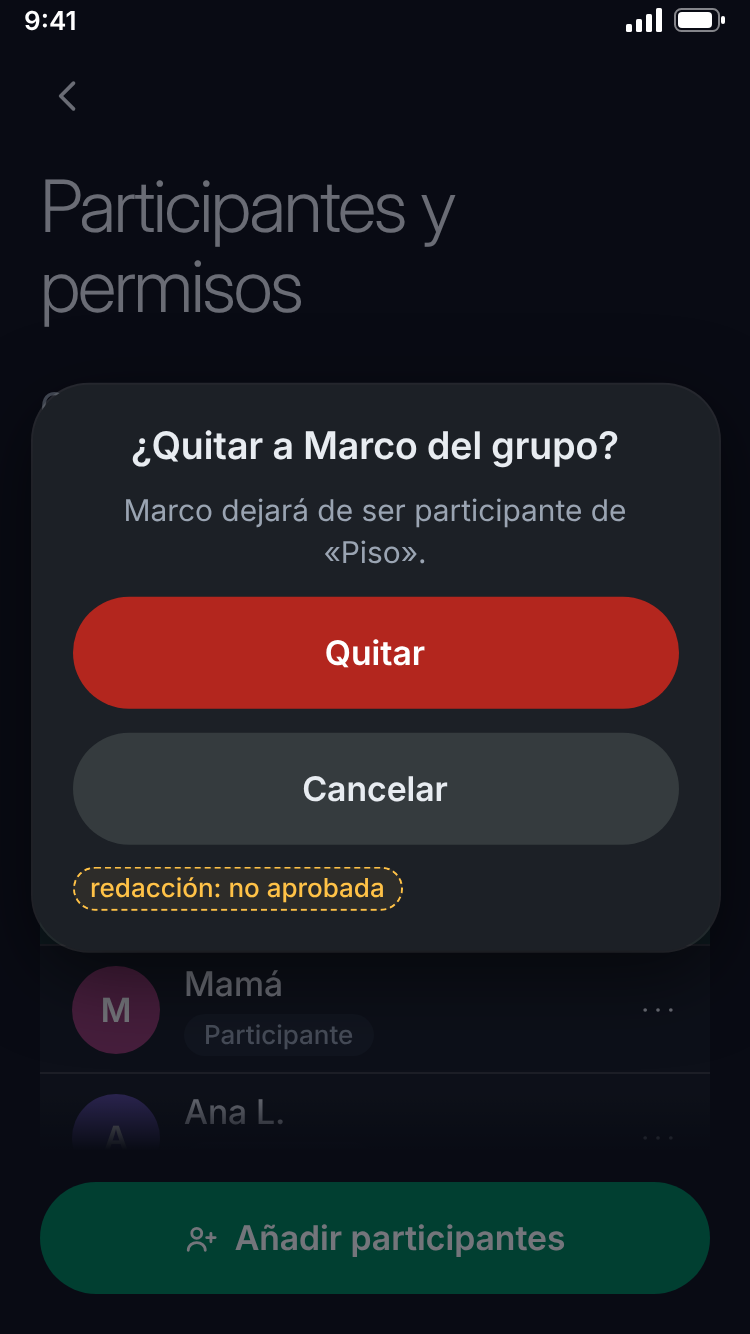 9:41
Participantes y
permisos
¿Quitar a Marco del grupo?
Marco dejará de ser participante de
«Piso».
Quitar
Cancelar
redacción: no aprobada
M
Mamá
Participante
A
Ana L.
Añadir participantes